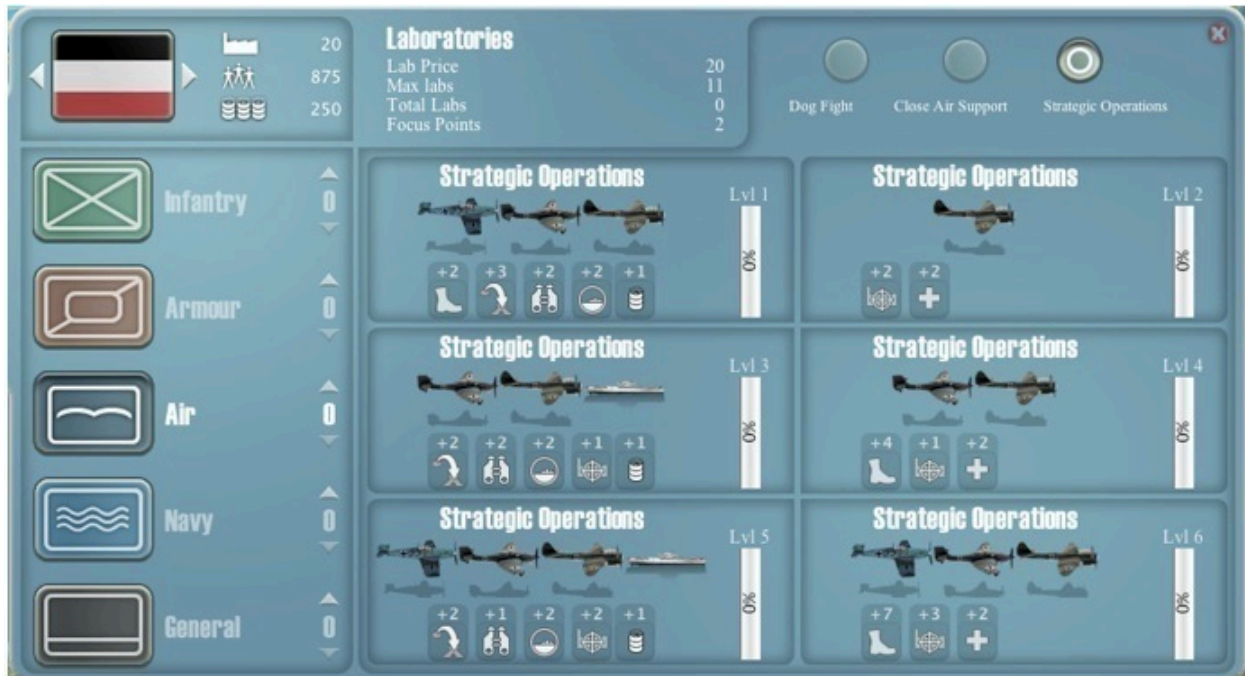 20
875
250
Laboratories
Lab Price 20
Max labs 11
Total Labs 0
Focus Points 2
Dog Fight
Close Air Support
Strategic Operations
Infantry 0
Armour 0
Air 0
Navy 0
General 0
Strategic Operations
Lvl 1
+2 +3 +2 +2 +1
0%
Strategic Operations
Lvl 2
+2 +2
0%
Strategic Operations
Lvl 3
+2 +2 +2 +1 +1
0%
Strategic Operations
Lvl 4
+4 +1 +2
0%
Strategic Operations
Lvl 5
+2 +1 +2 +2 +1
0%
Strategic Operations
Lvl 6
+7 +3 +2
0%